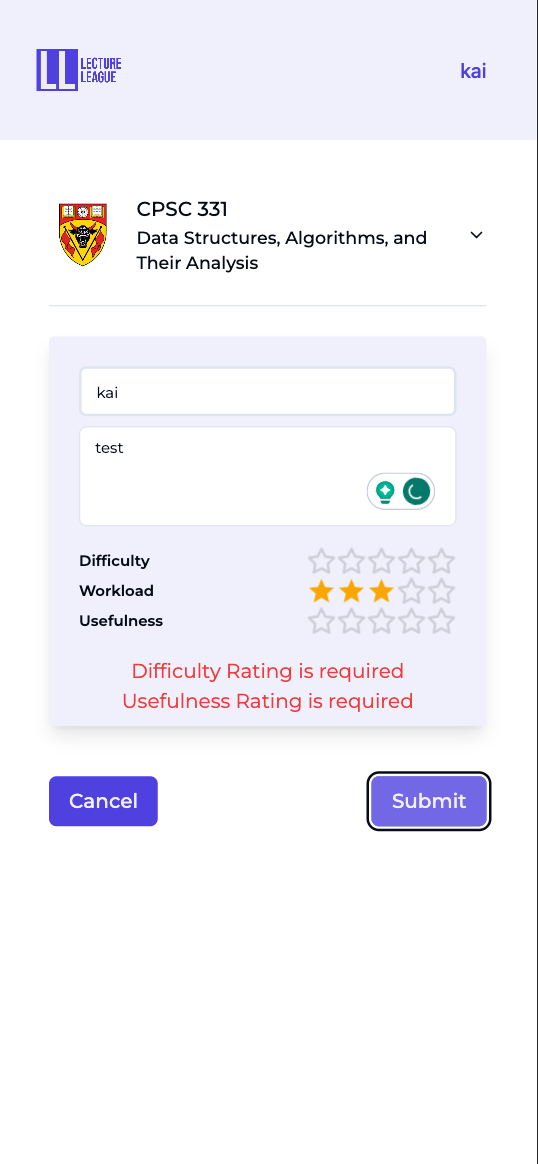 LECTURE
LEAGUE
kai
CPSC 331
Data Structures, Algorithms, and
Their Analysis
kai
test
Difficulty
Workload
Usefulness
Difficulty Rating is required
Usefulness Rating is required
Cancel
Submit